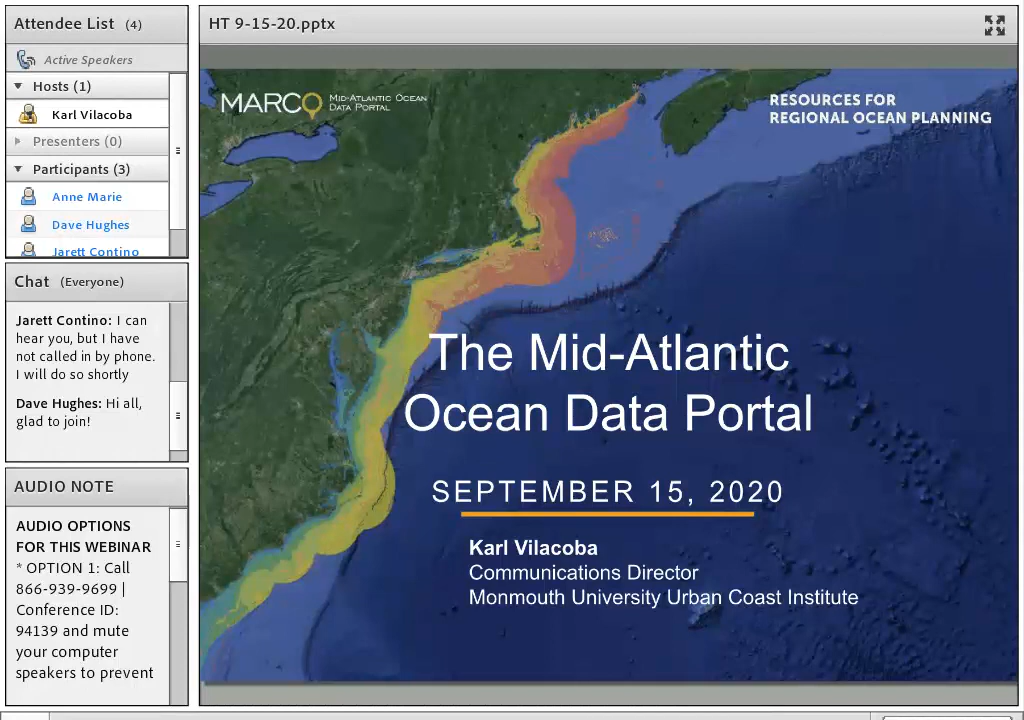 Attendee List (4)
Active Speakers
Hosts (1)
Karl Vilacoba
Presenters (0)
Participants (3)
Anne Marie
Dave Hughes
Jarett Contino
Chat (Everyone)
Jarett Contino: I can
hear you, but I have
not called in by phone.
I will do so shortly
Dave Hughes: Hi all,
glad to join!
AUDIO NOTE
AUDIO OPTIONS
FOR THIS WEBINAR
* OPTION 1: Call
866-939-9699 |
Conference ID:
94139 and mute
your computer
speakers to prevent
HT 9-15-20.pptx
MARCO MID-ATLANTIC OCEAN
DATA PORTAL
RESOURCES FOR
REGIONAL OCEAN PLANNING
The Mid-Atlantic
Ocean Data Portal
SEPTEMBER 15, 2020
Karl Vilacoba
Communications Director
Monmouth University Urban Coast Institute